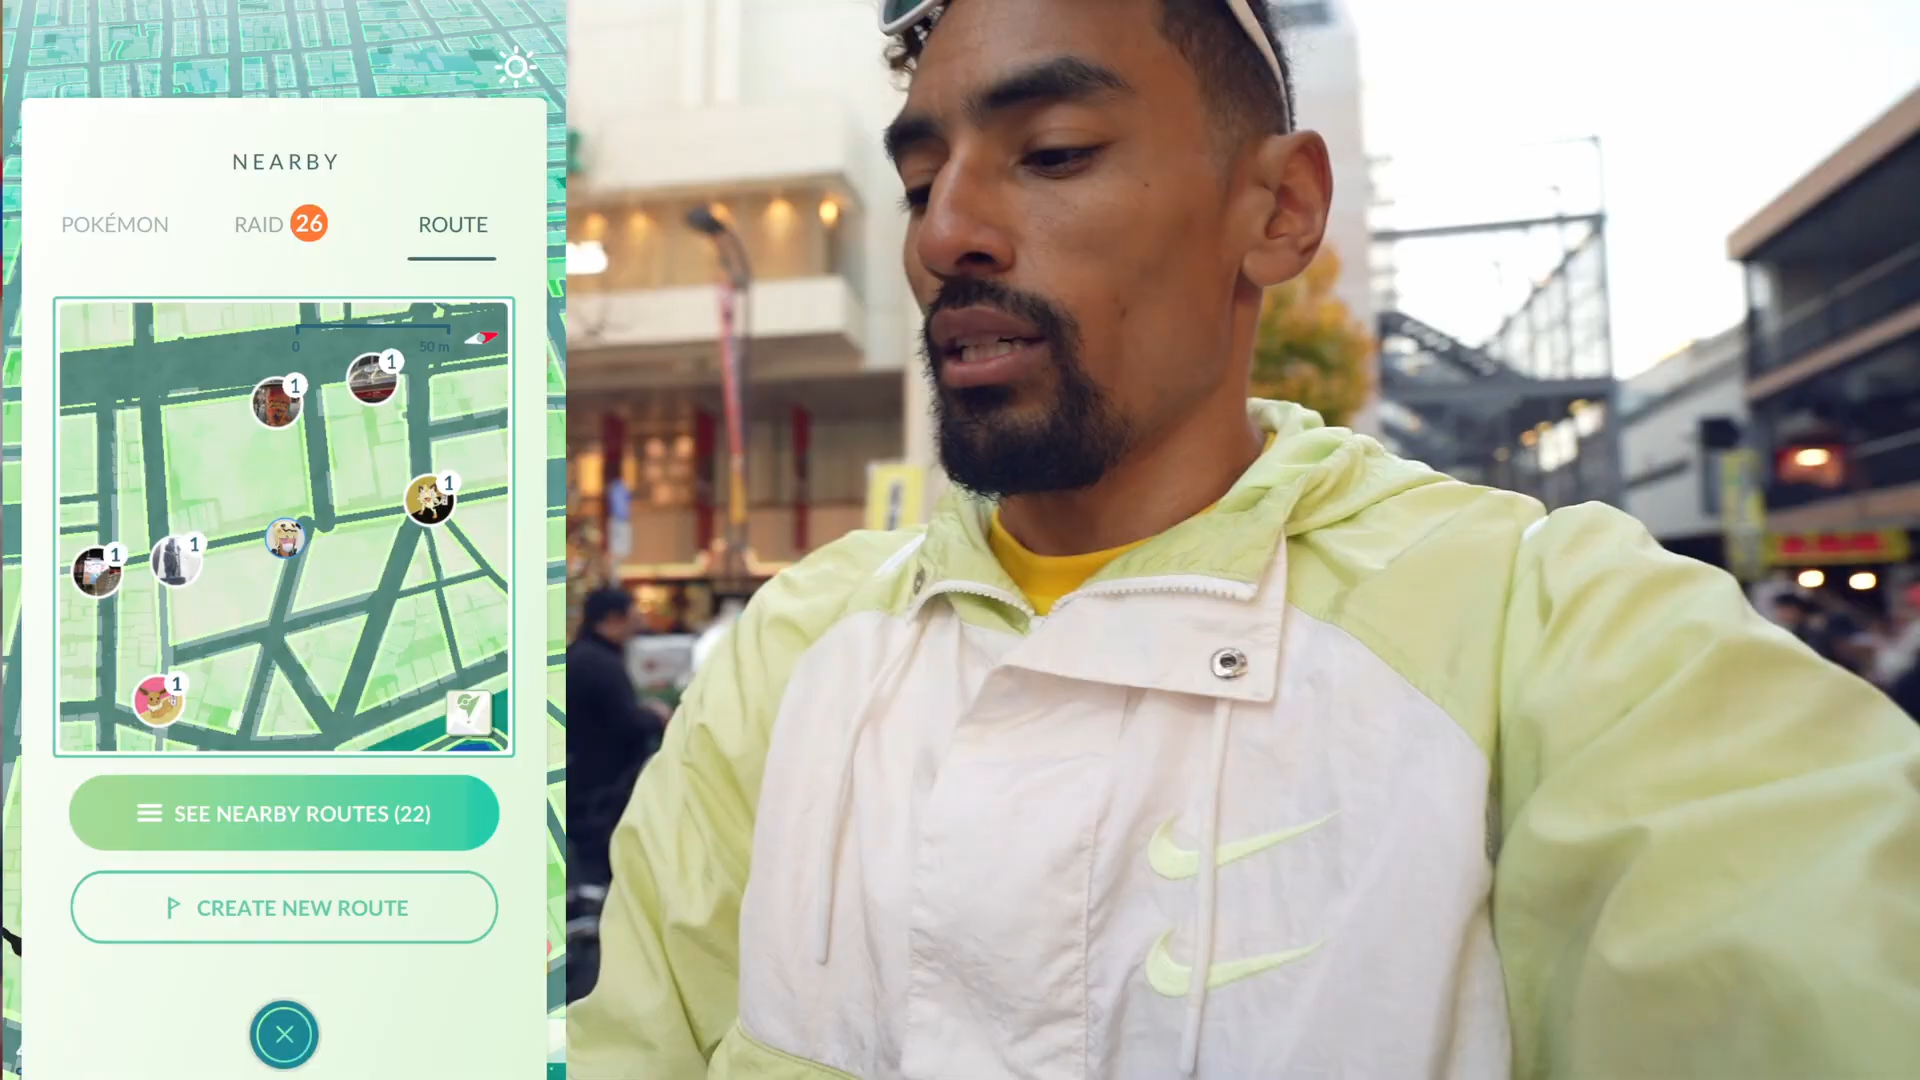 NEARBY
POKÉMON
RAID 26
ROUTE
0 50 m
1
1
1
1
1
1
SEE NEARBY ROUTES (22)
CREATE NEW ROUTE